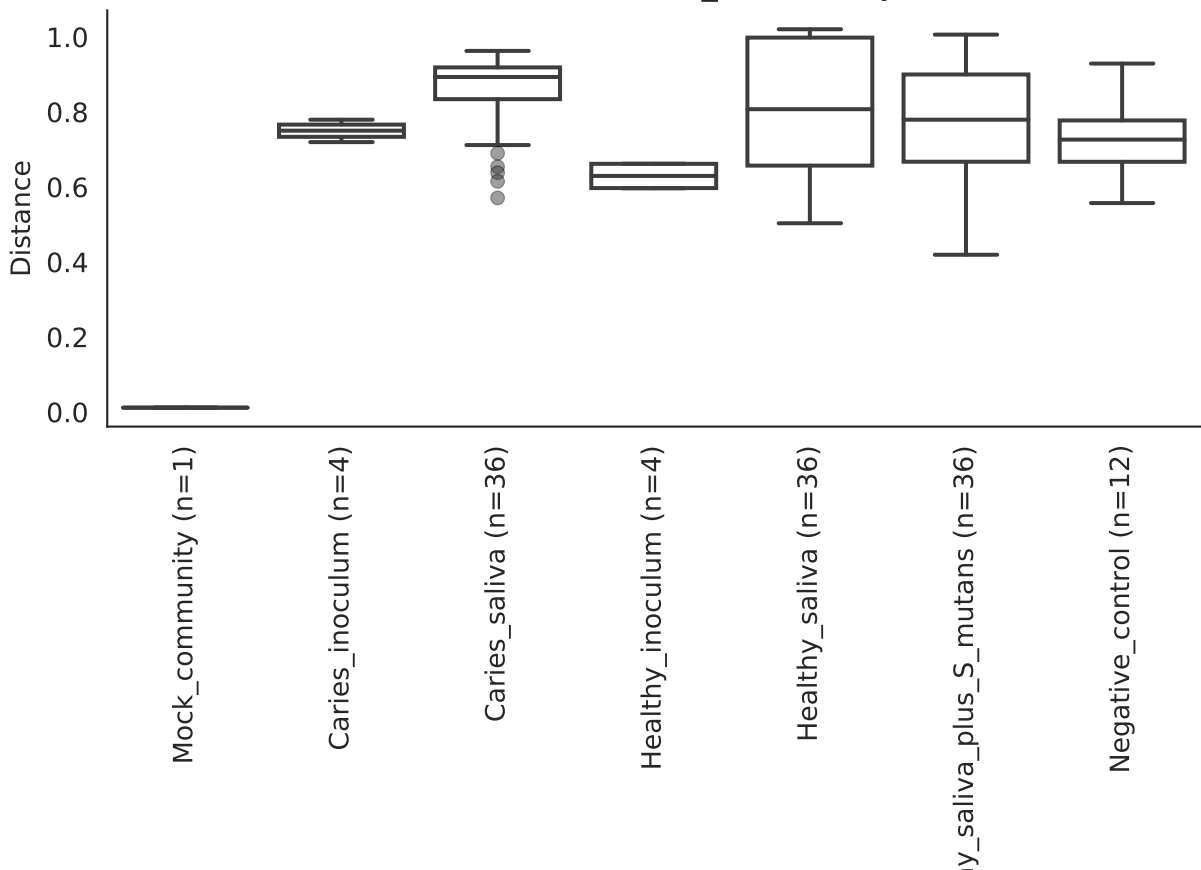 1.0
0.8
0.6
0.4
0.2
0.0
Distance
Mock_community (n=1)
Caries_inoculum (n=4)
Caries_saliva (n=36)
Healthy_inoculum (n=4)
Healthy_saliva (n=36)
y_saliva_plus_S_mutans (n=36)
Negative_control (n=12)